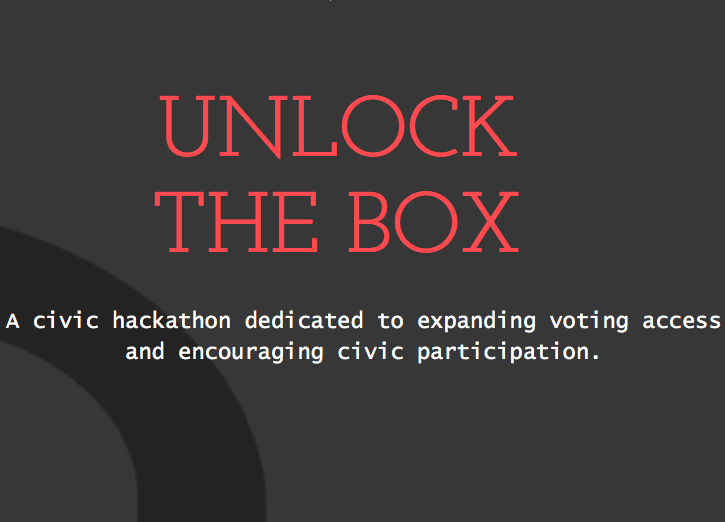 UNLOCK
THE BOX
A civic hackathon dedicated to expanding voting access
and encouraging civic participation.